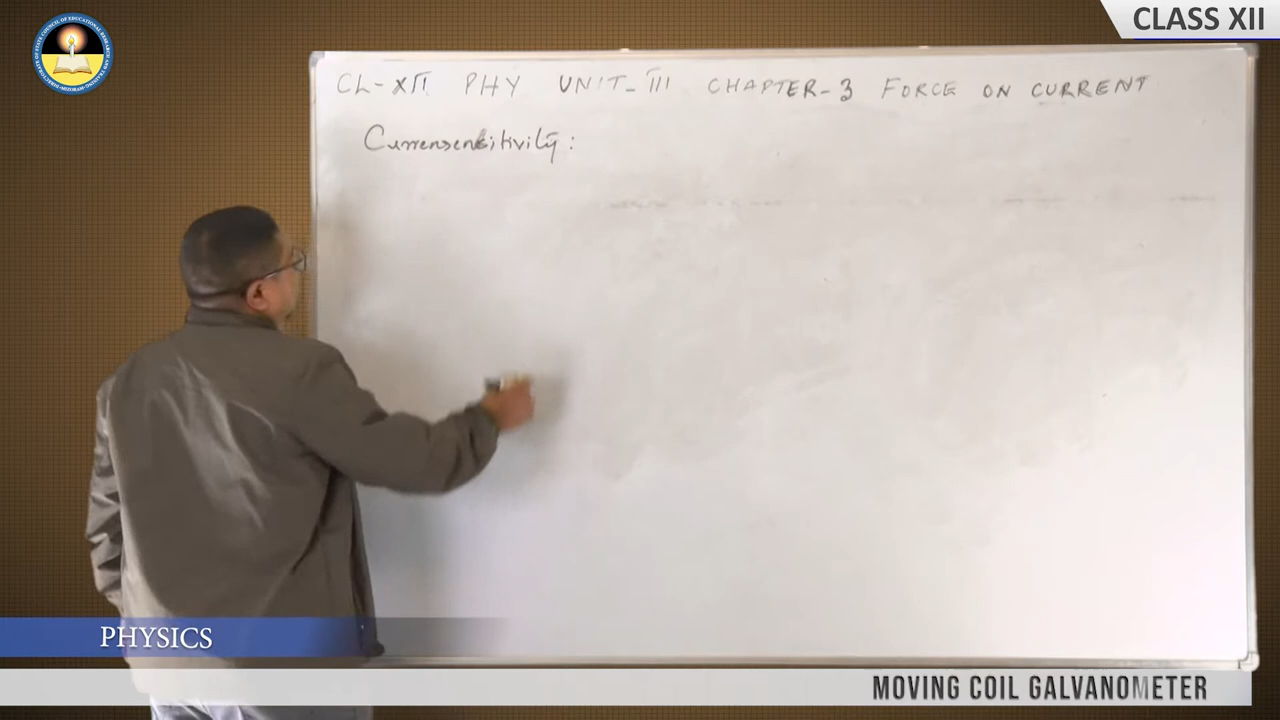 CLASS XII
CL-XII PHY UNIT-III CHAPTER-3 FORCE ON CURRENT
Currensensitivity:
PHYSICS
MOVING COIL GALVANOMETER